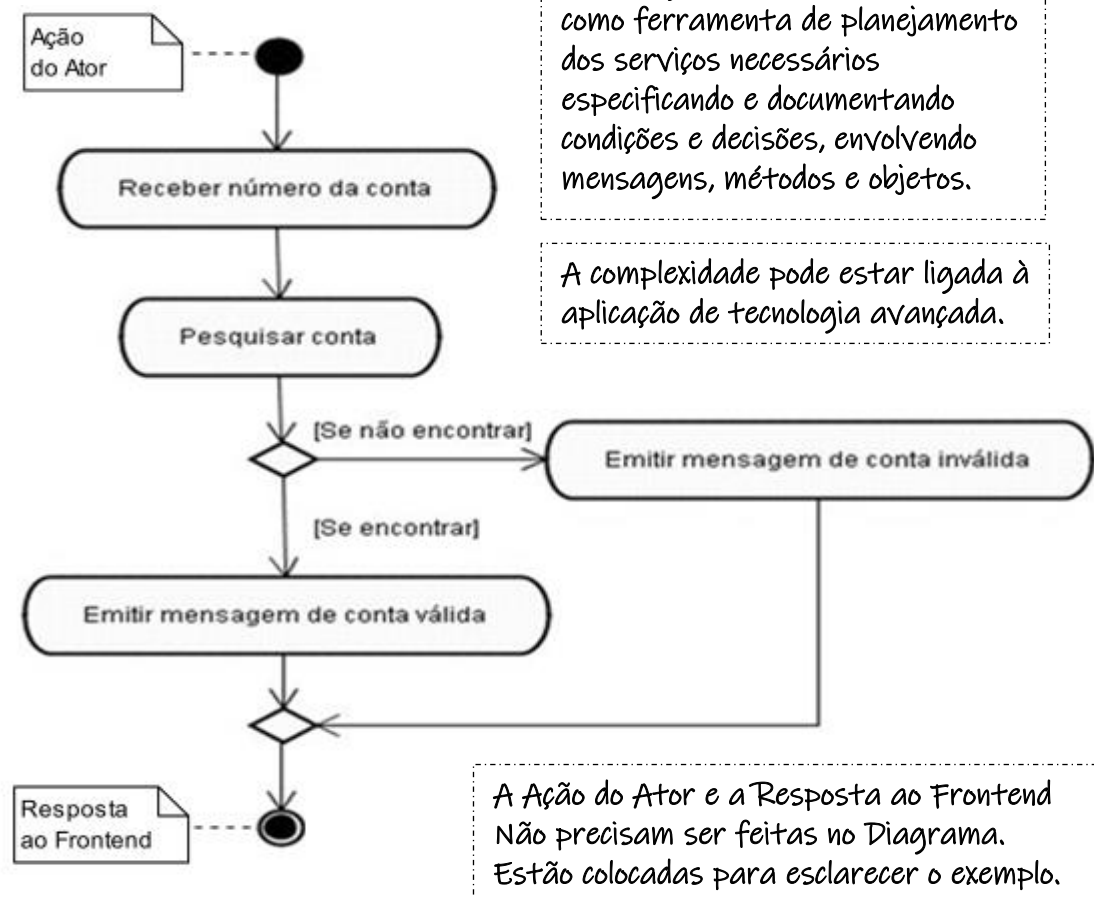 Ação
do Ator
como ferramenta de planejamento
dos serviços necessários
especificando e documentando
condições e decisões, envolvendo
mensagens, métodos e objetos.
Receber número da conta
A complexidade pode estar ligada à
aplicação de tecnologia avançada.
Pesquisar conta
[Se não encontrar]
Emitir mensagem de conta inválida
[Se encontrar]
Emitir mensagem de conta válida
Resposta
ao Frontend
A Ação do Ator e a Resposta ao Frontend
Não precisam ser feitas no Diagrama.
Estão colocadas para esclarecer o exemplo.